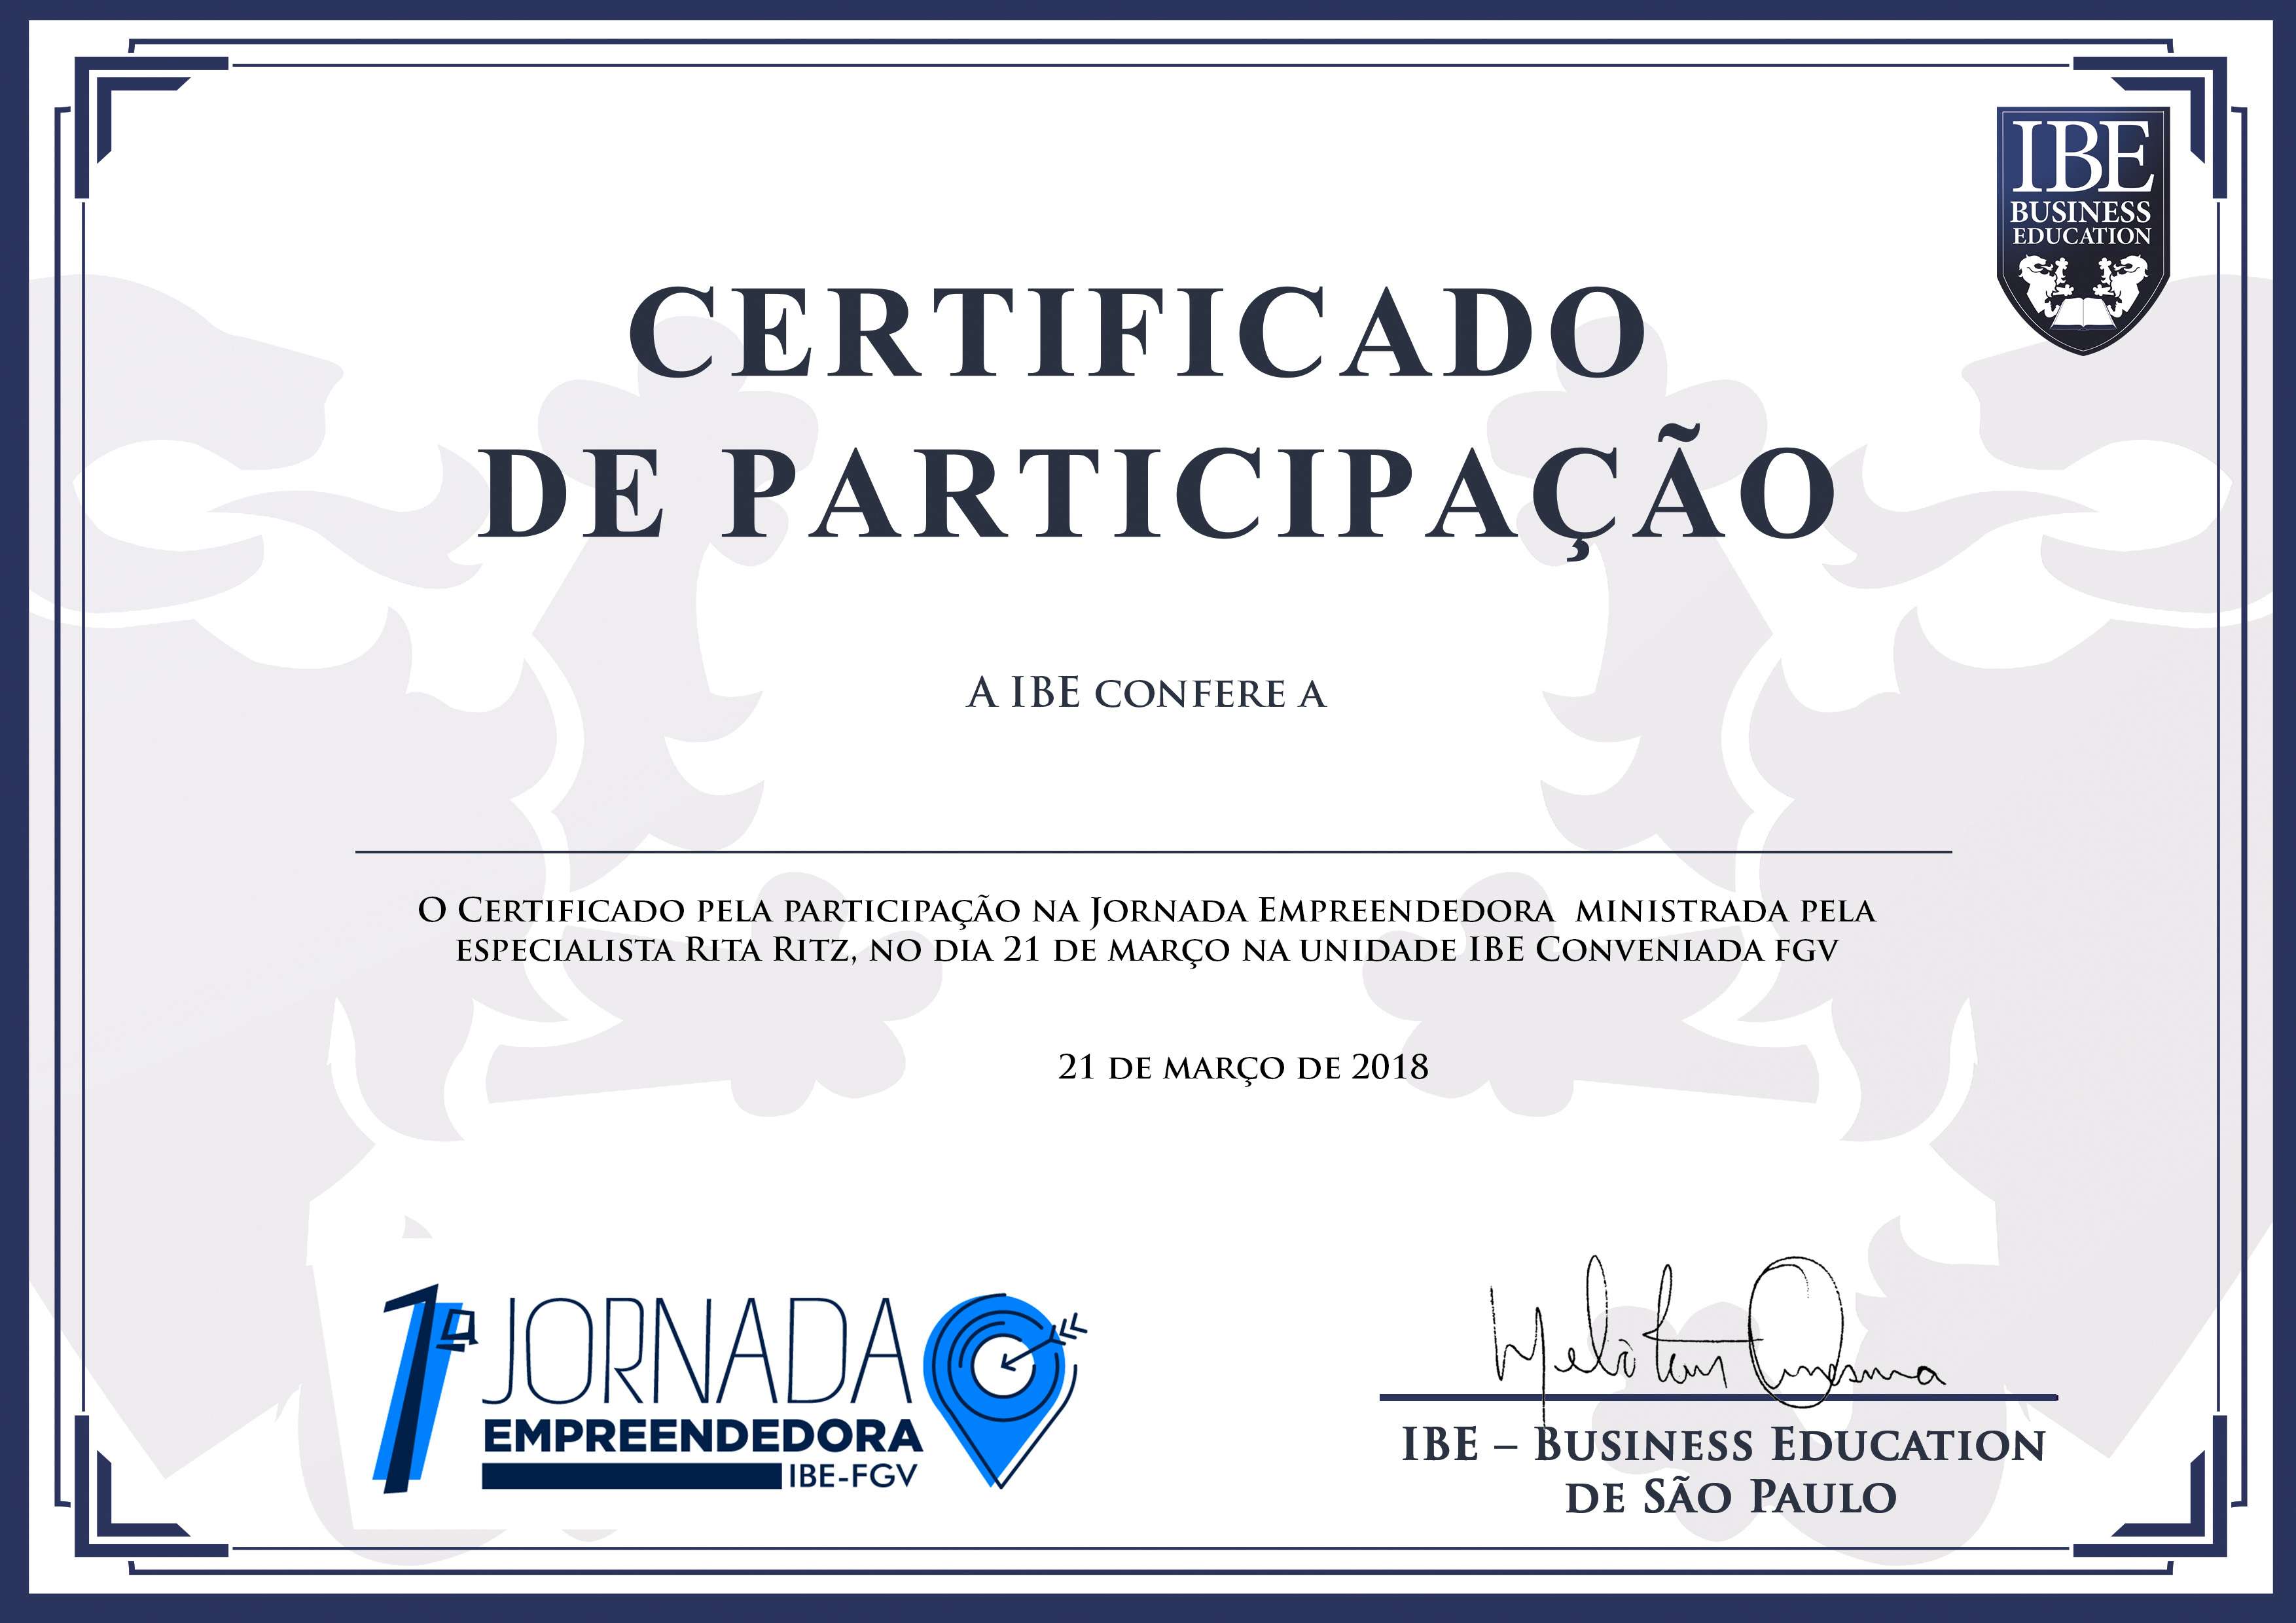 IBE
BUSINESS
EDUCATION
CERTIFICADO
DE PARTICIPAÇÃO
A IBE CONFERE A
O Certificado pela participação na Jornada Empreendedora ministrada pela
especialista Rita Ritz, no dia 21 de março na unidade IBE Conveniada fgv
21 de março de 2018
1ª JORNADA
EMPREENDEDORA
IBE-FGV
IBE – Business Education
de São Paulo